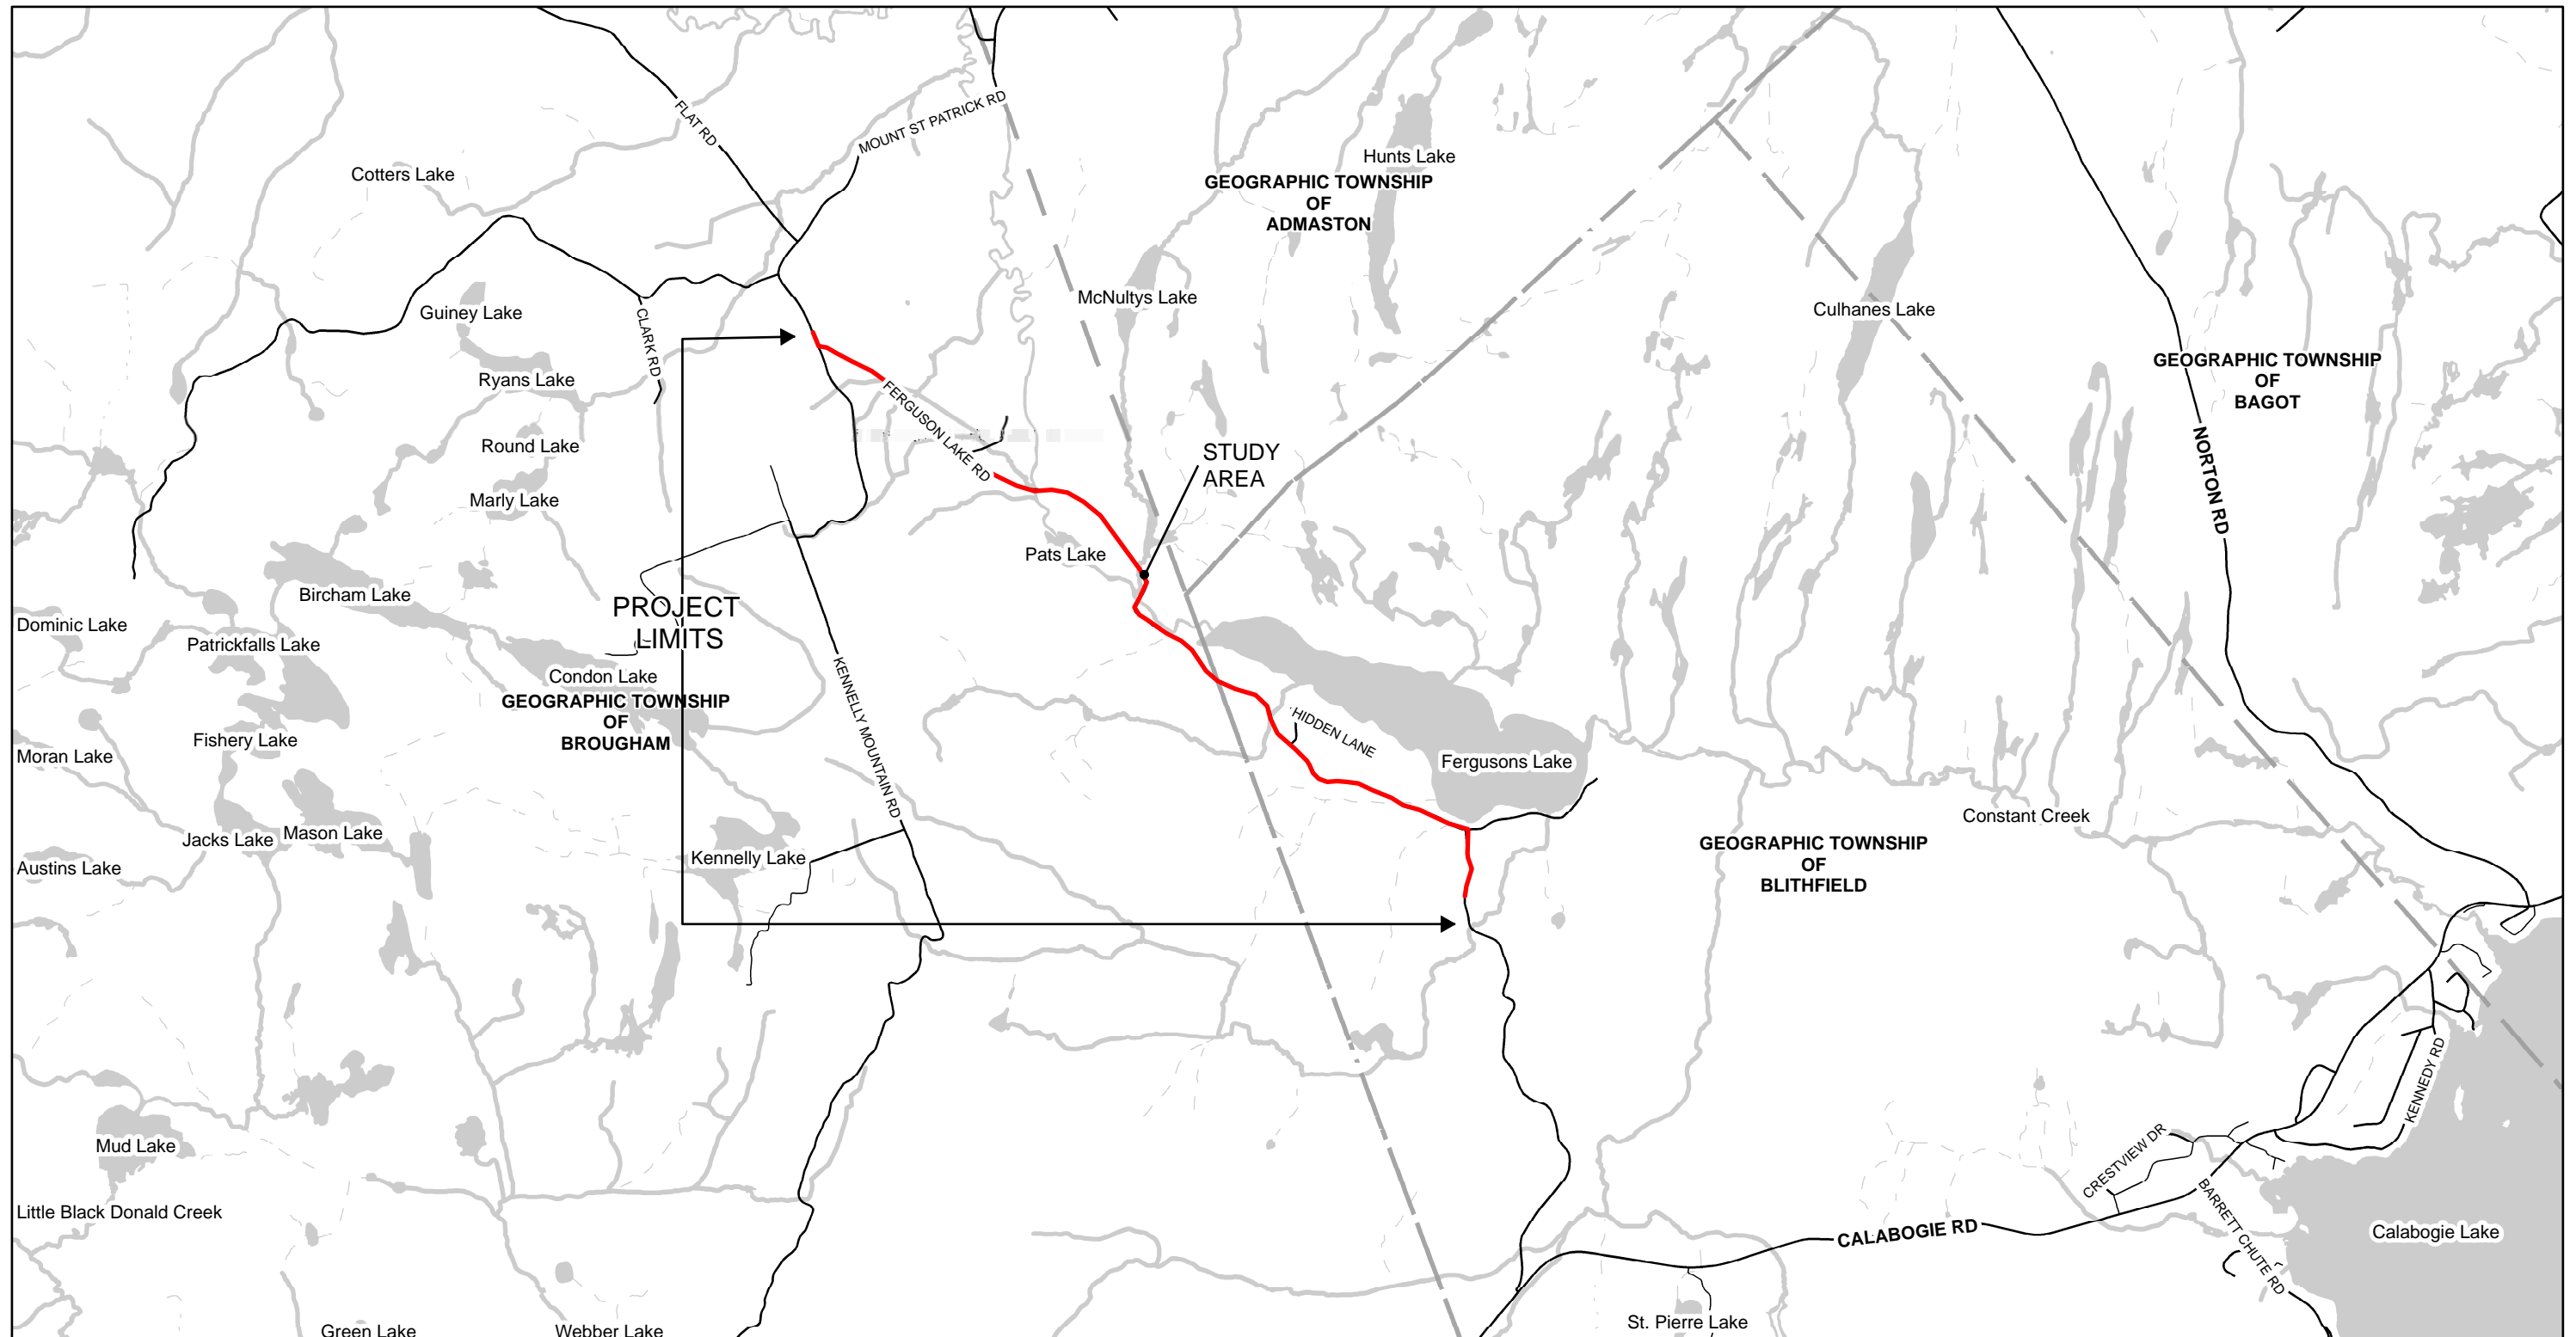 FLAT RD
MOUNT ST PATRICK RD
Hunts Lake
Cotters Lake
GEOGRAPHIC TOWNSHIP
OF
ADMASTON
McNultys Lake
Guiney Lake
Culhanes Lake
CLARK RD
Ryans Lake
GEOGRAPHIC TOWNSHIP
OF
BAGOT
FERGUSON LAKE RD
Round Lake
STUDY
AREA
NORTON RD
Marly Lake
Pats Lake
Bircham Lake
PROJECT
LIMITS
Dominic Lake
Patrickfalls Lake
Condon Lake
GEOGRAPHIC TOWNSHIP
OF
BROUGHAM
KENNELLY MOUNTAIN RD
HIDDEN LANE
Fishery Lake
Moran Lake
Fergusons Lake
Constant Creek
Jacks Lake
Mason Lake
GEOGRAPHIC TOWNSHIP
OF
BLITHFIELD
Kennelly Lake
Austins Lake
KENNEDY RD
Mud Lake
CRESTVIEW DR
Little Black Donald Creek
BARRETT CHUTE RD
CALABOGIE RD
Calabogie Lake
St. Pierre Lake
Green Lake
Webber Lake